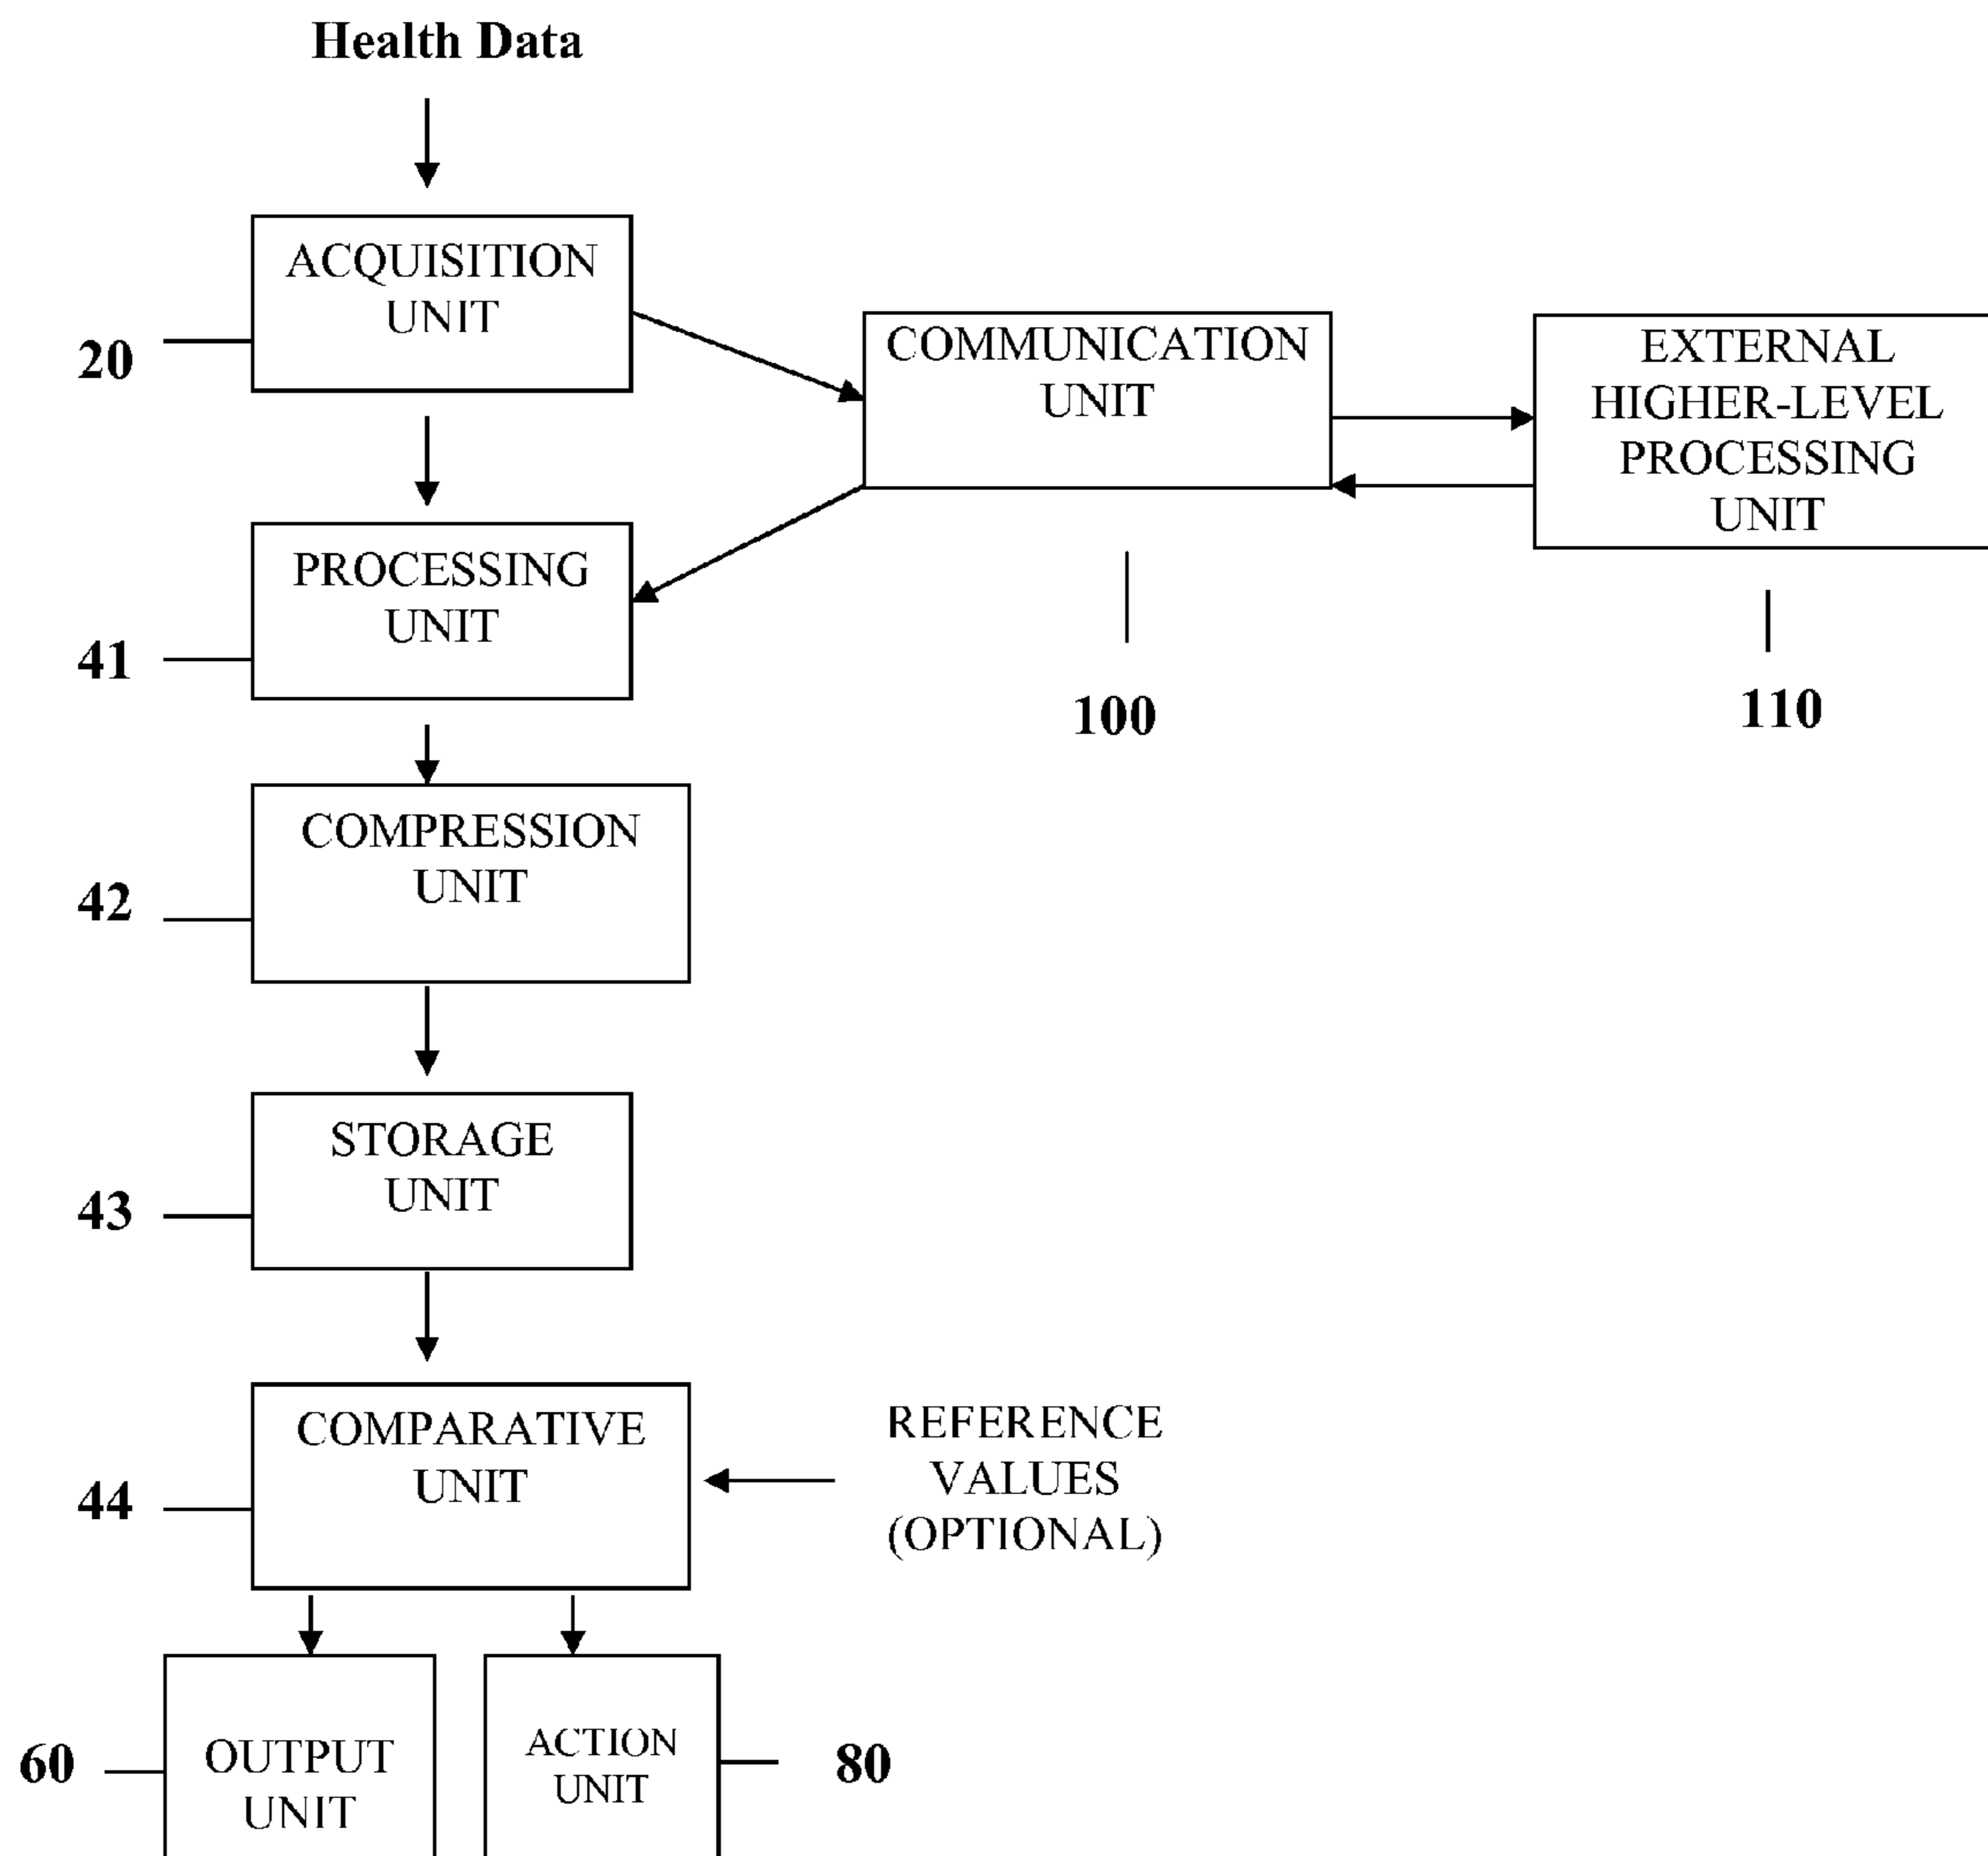 Health Data
ACQUISITION
UNIT
20
COMMUNICATION
UNIT
EXTERNAL
HIGHER-LEVEL
PROCESSING
UNIT
PROCESSING
UNIT
41
100
110
COMPRESSION
UNIT
42
STORAGE
UNIT
43
COMPARATIVE
UNIT
44
REFERENCE
VALUES
(OPTIONAL)
60
OUTPUT
UNIT
ACTION
UNIT
80